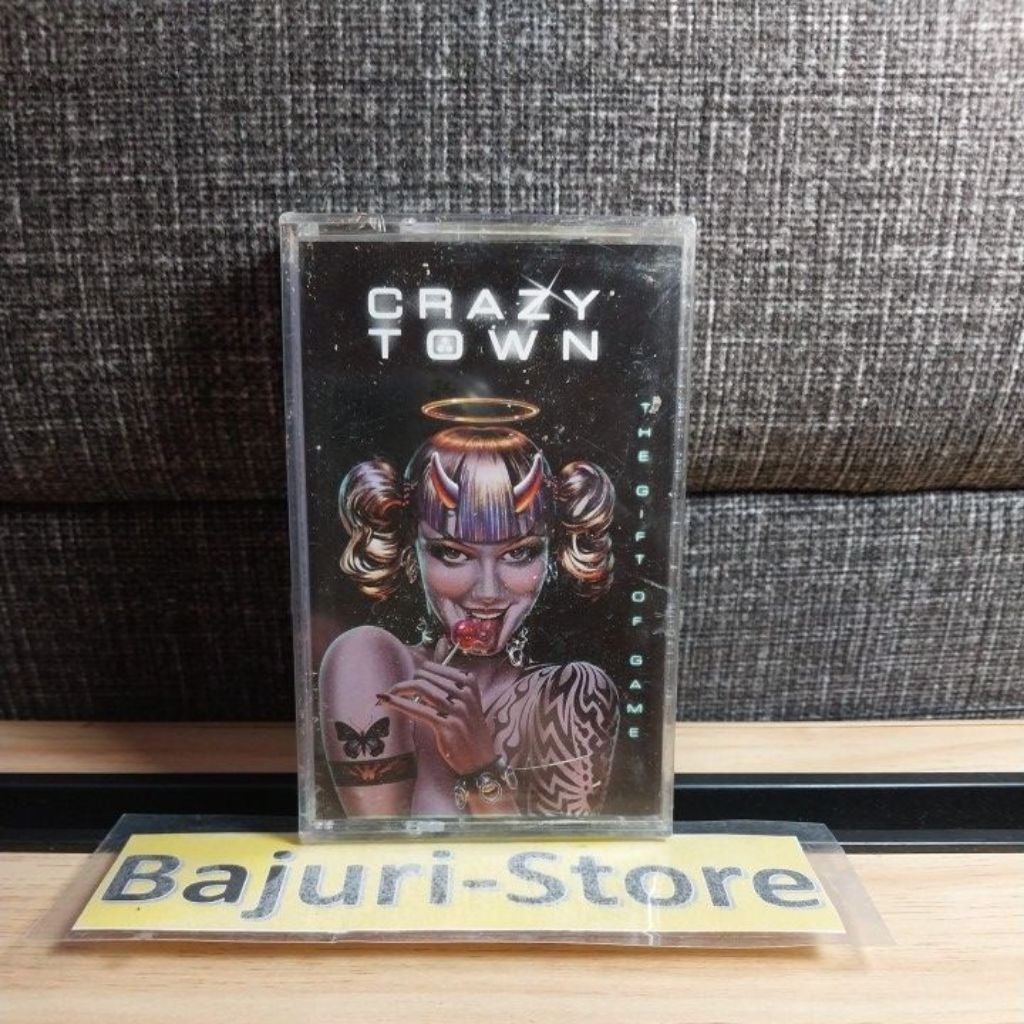 CRAZY
TOWN
THE GIFT OF GAME
Bajuri-Store